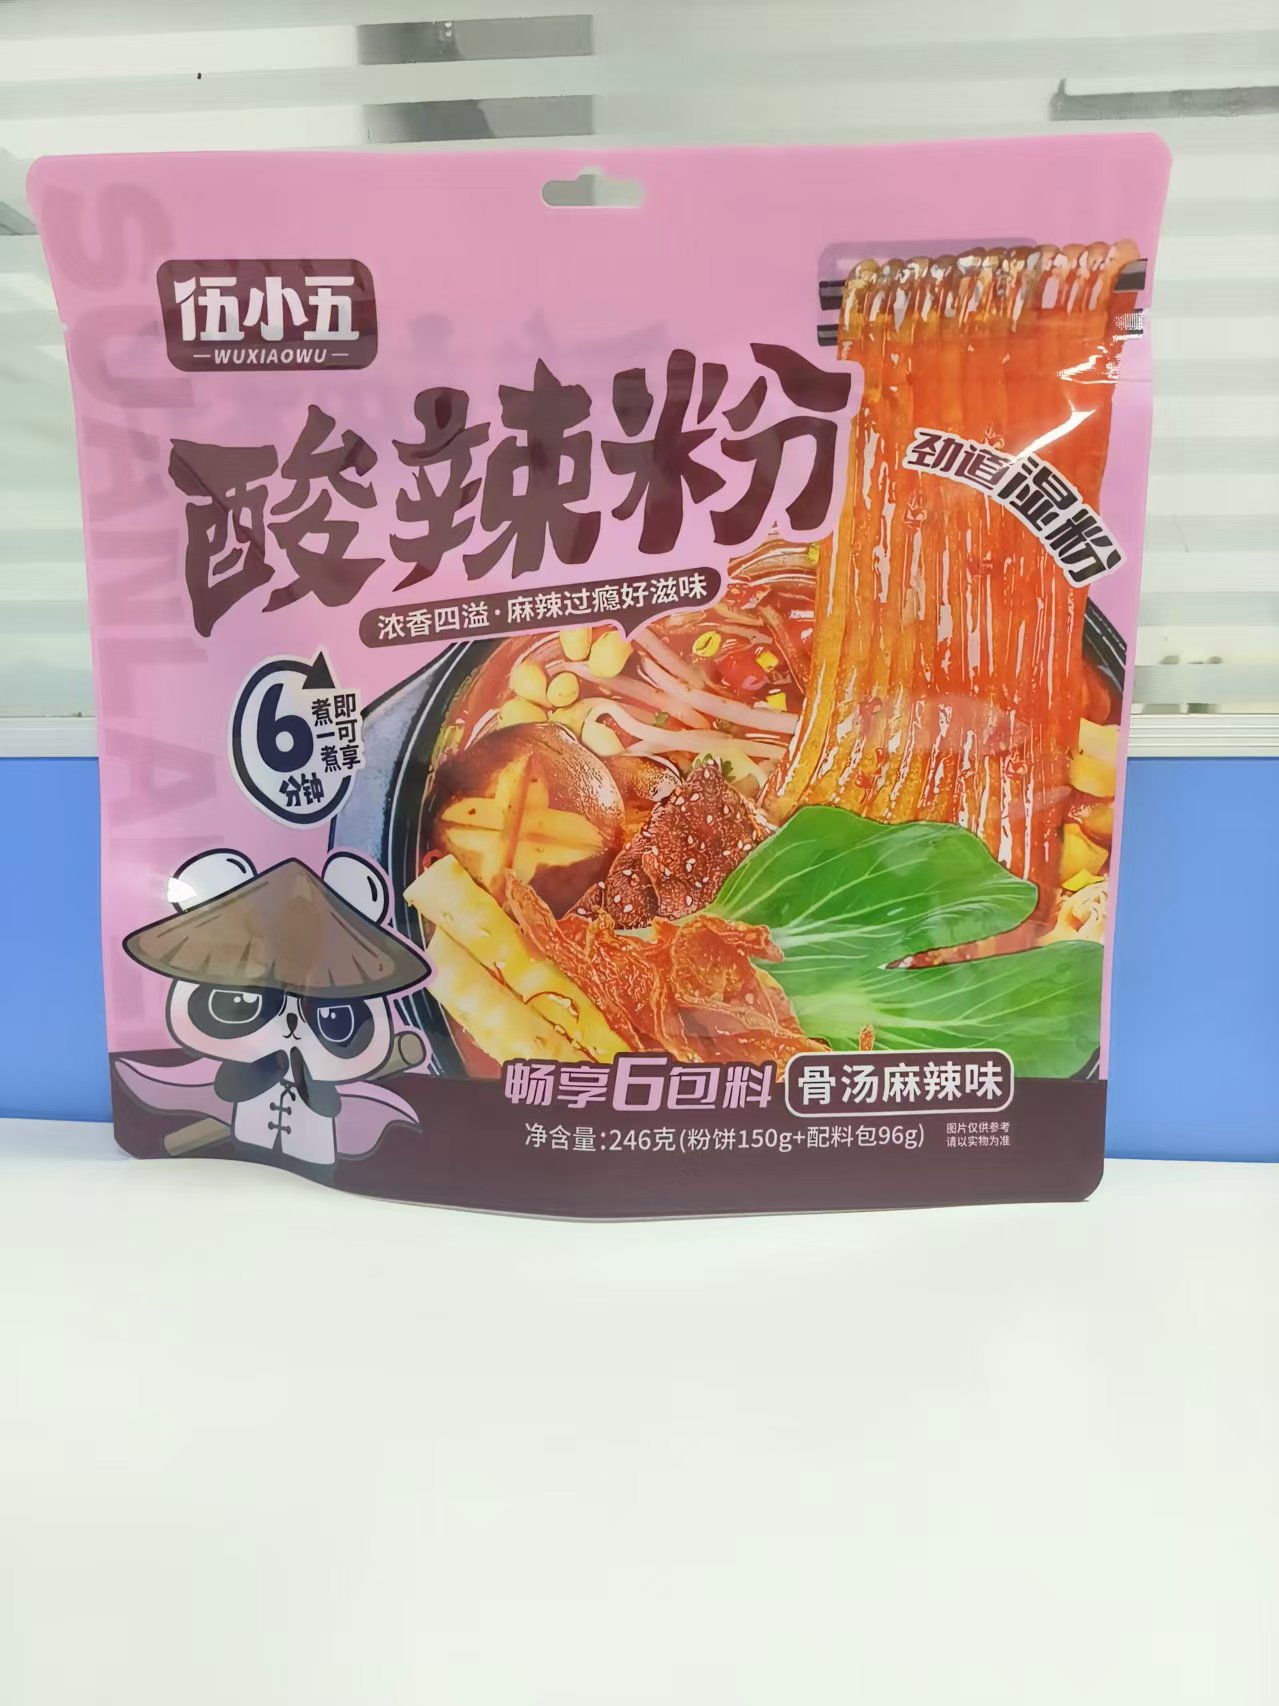 伍小五
WUXIAOWU
酸辣粉
劲道湿粉
浓香四溢·麻辣过瘾好滋味
6
分钟
煮一煮
即可享
SUANLA
畅享6包料
骨汤麻辣味
净含量:246克(粉饼150g+配料包96g)
图片仅供参考
请以实物为准